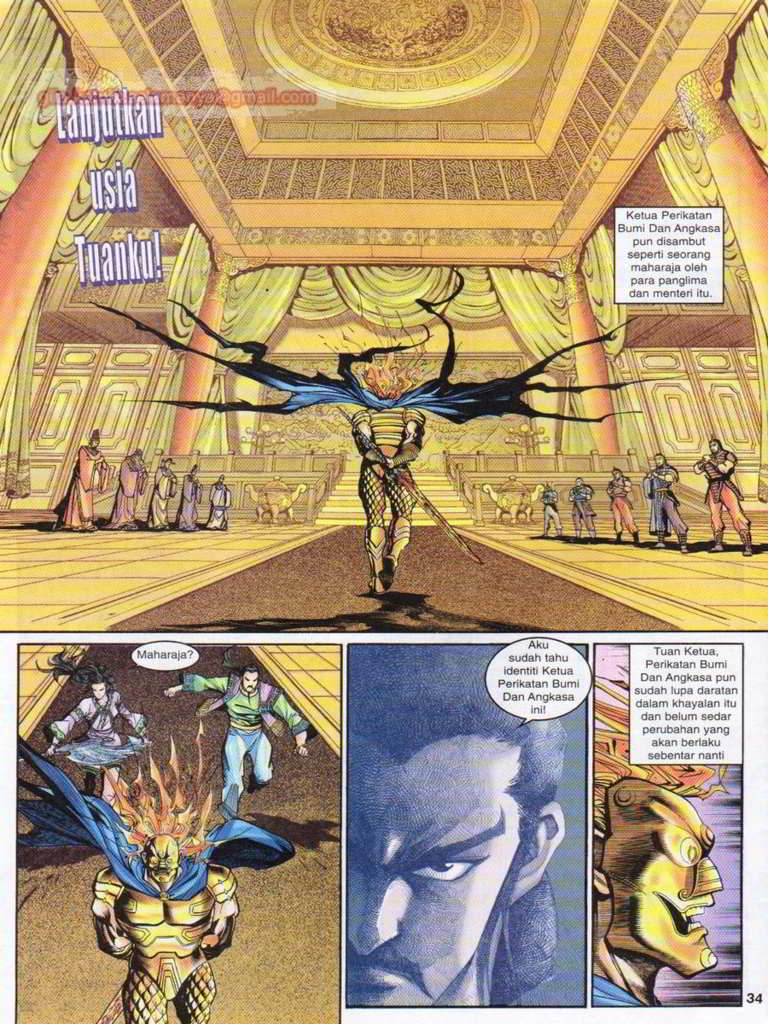 Lanjutkan
usia
Tuanku!
Ketua Perikatan
Bumi Dan Angkasa
pun disambut
seperti seorang
maharaja oleh
para panglima
dan menteri itu.
Maharaja?
Aku
sudah tahu
identiti Ketua
Perikatan Bumi
Dan Angkasa
ini!
Tuan Ketua,
Perikatan Bumi
Dan Angkasa pun
sudah lupa daratan
dalam khayalan itu
dan belum sedar
perubahan yang
akan berlaku
sebentar nanti
34